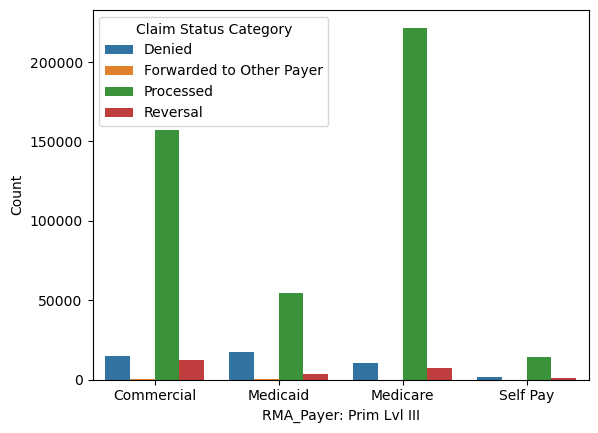 Claim Status Category
Denied
Forwarded to Other Payer
Processed
Reversal
200000
150000
100000
50000
0
Count
Commercial Medicaid Medicare Self Pay
RMA_Payer: Prim Lvl III